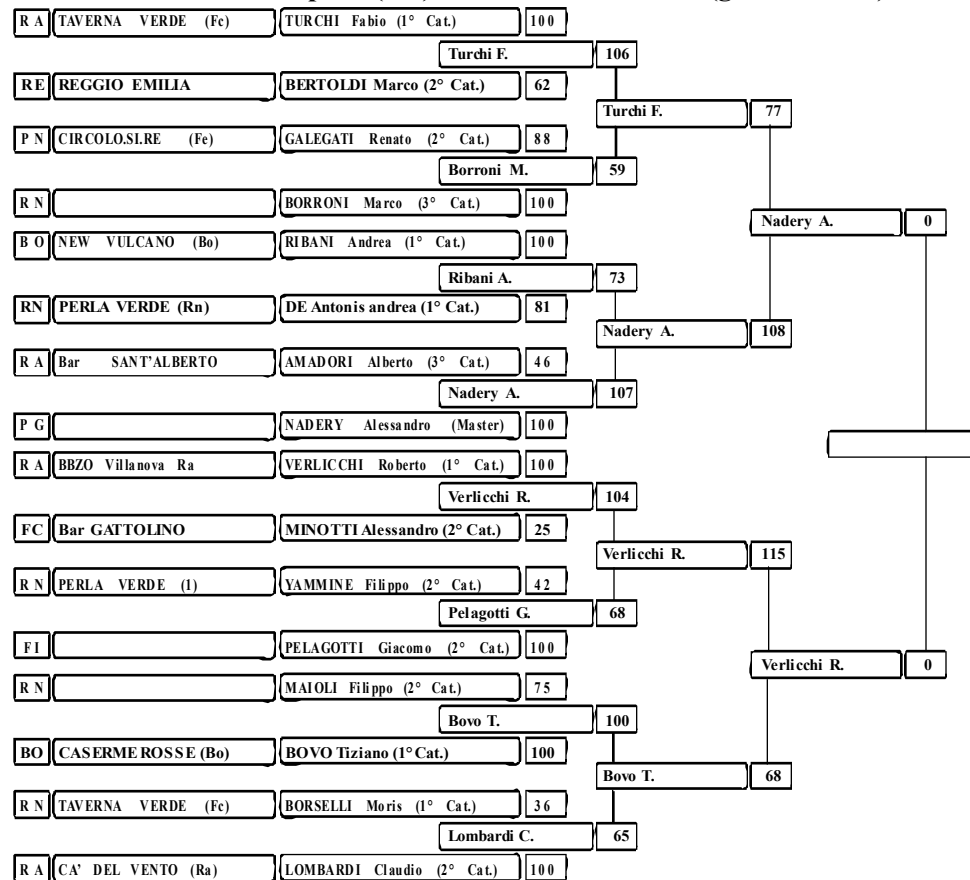 R A TAVERNA VERDE (Fc) TURCHI Fabio (1° Cat.) 100
Turchi F. 106
RE REGGIO EMILIA BERTOLDI Marco (2° Cat.) 62
Turchi F. 77
P N CIRCOLO.SI.RE (Fe) GALEGATI Renato (2° Cat.) 88
Borroni M. 59
R N BORRONI Marco (3° Cat.) 100
Nadery A. 0
B O NEW VULCANO (Bo) RIBANI Andrea (1° Cat.) 100
Ribani A. 73
RN PERLA VERDE (Rn) DE Antonis andrea (1° Cat.) 81
Nadery A. 108
R A Bar SANT'ALBERTO AMADORI Alberto (3° Cat.) 46
Nadery A. 107
P G NADERY Alessandro (Master) 100
R A BBZO Villanova Ra VERLICCHI Roberto (1° Cat.) 100
Verlicchi R. 104
FC Bar GATTOLINO MINOTTI Alessandro (2° Cat.) 25
Verlicchi R. 115
R N PERLA VERDE (1) YAMMINE Filippo (2° Cat.) 42
Pelagotti G. 68
F I PELAGOTTI Giacomo (2° Cat.) 100
Verlicchi R. 0
R N MAIOLI Filippo (2° Cat.) 75
Bovo T. 100
BO CASERME ROSSE (Bo) BOVO Tiziano (1° Cat.) 100
Bovo T. 68
R N TAVERNA VERDE (Fc) BORSELLI Moris (1° Cat.) 36
Lombardi C. 65
R A CA' DEL VENTO (Ra) LOMBARDI Claudio (2° Cat.) 100